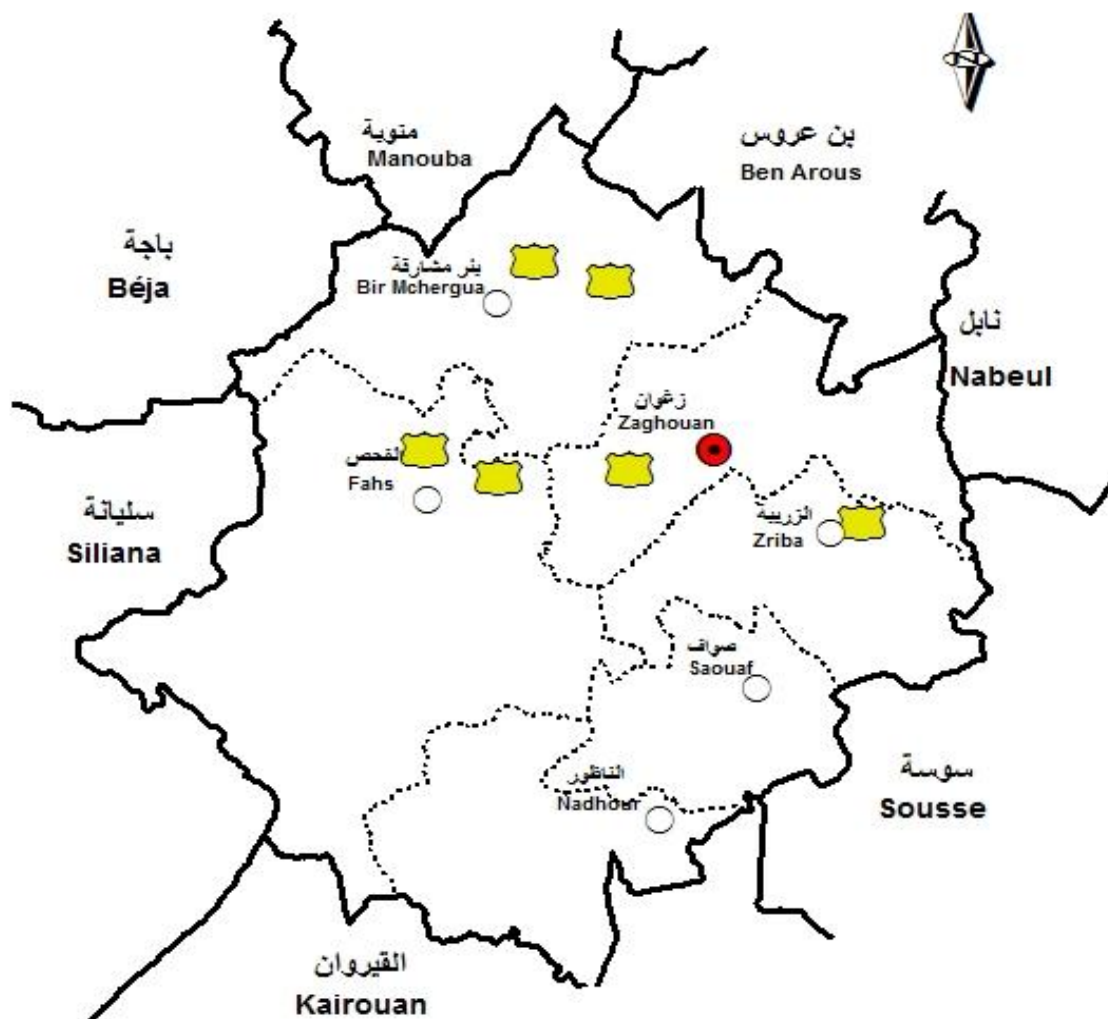 N
منوبة
Manouba
بن عروس
Ben Arous
باجة
Béja
بئر مشارقة
Bir Mchergua
نابل
Nabeul
زغوان
Zaghouan
الفحص
Fahs
سليانة
Siliana
الزريبة
Zriba
صواف
Saouaf
الناظور
Nadhour
سوسة
Sousse
القيروان
Kairouan